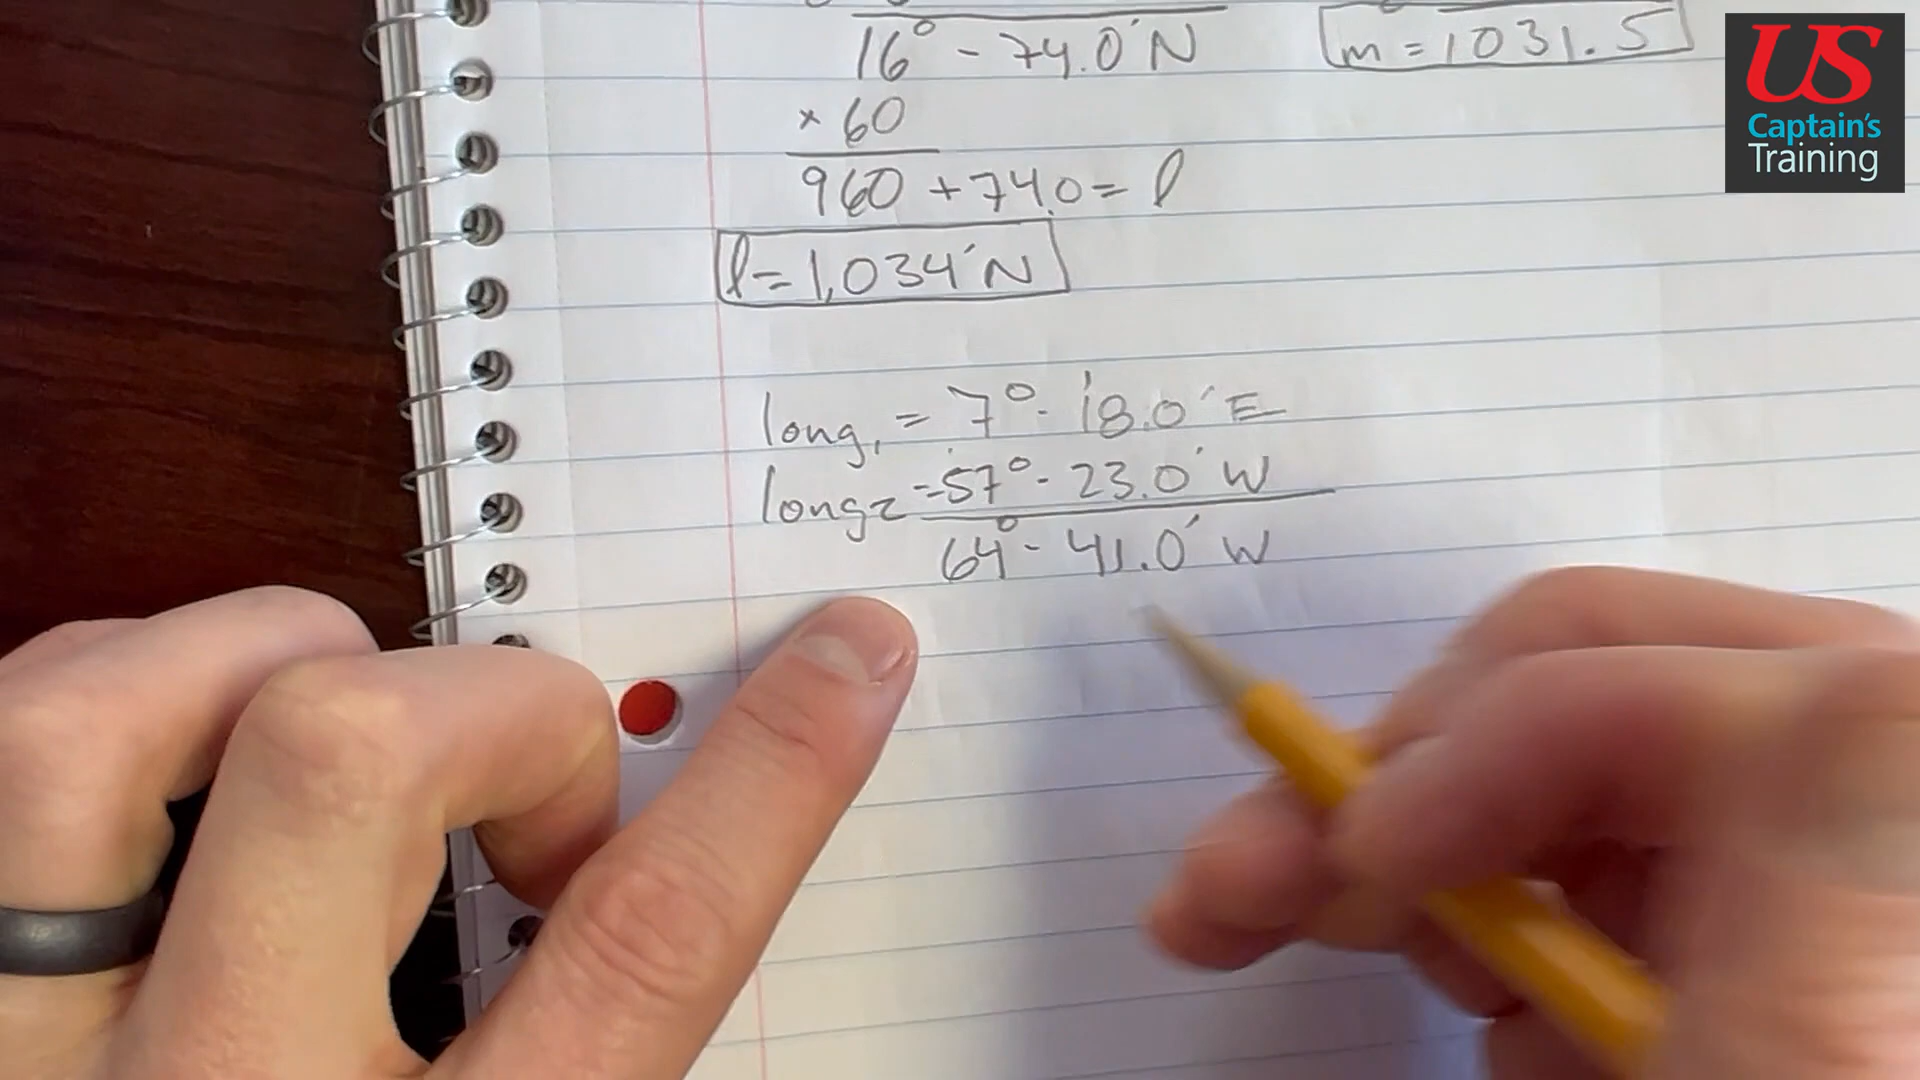 16° - 74.0' N
m = 1031.5
× 60
960 + 74.0 = l
l = 1,034' N
long₁ = 7° - 18.0' E
long₂ = -57° - 23.0' W
64° - 41.0' W
US
Captain's
Training